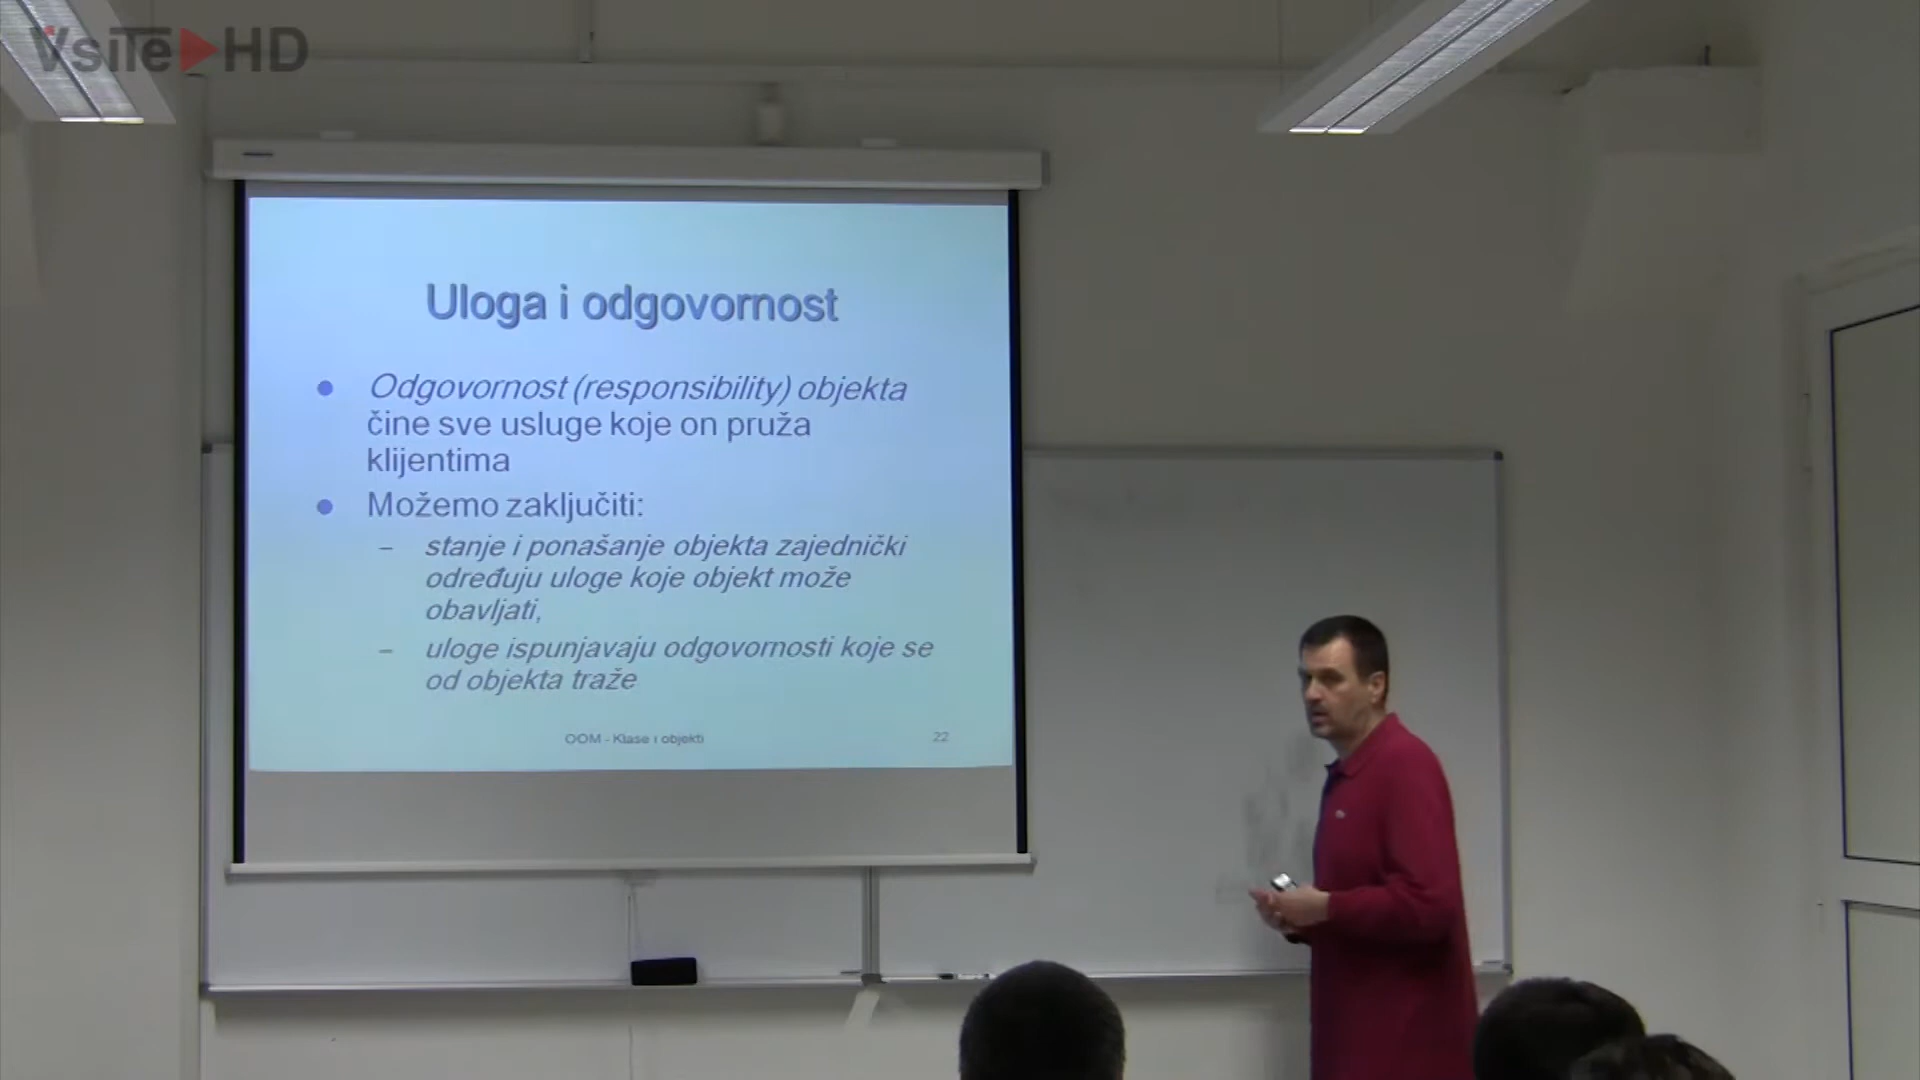 VsiTe HD
Uloga i odgovornost
Odgovornost (responsibility) objekta
čine sve usluge koje on pruža
klijentima
Možemo zaključiti:
– stanje i ponašanje objekta zajednički
određuju uloge koje objekt može
obavljati,
– uloge ispunjavaju odgovornosti koje se
od objekta traže
OOM - Klase i objekti
22